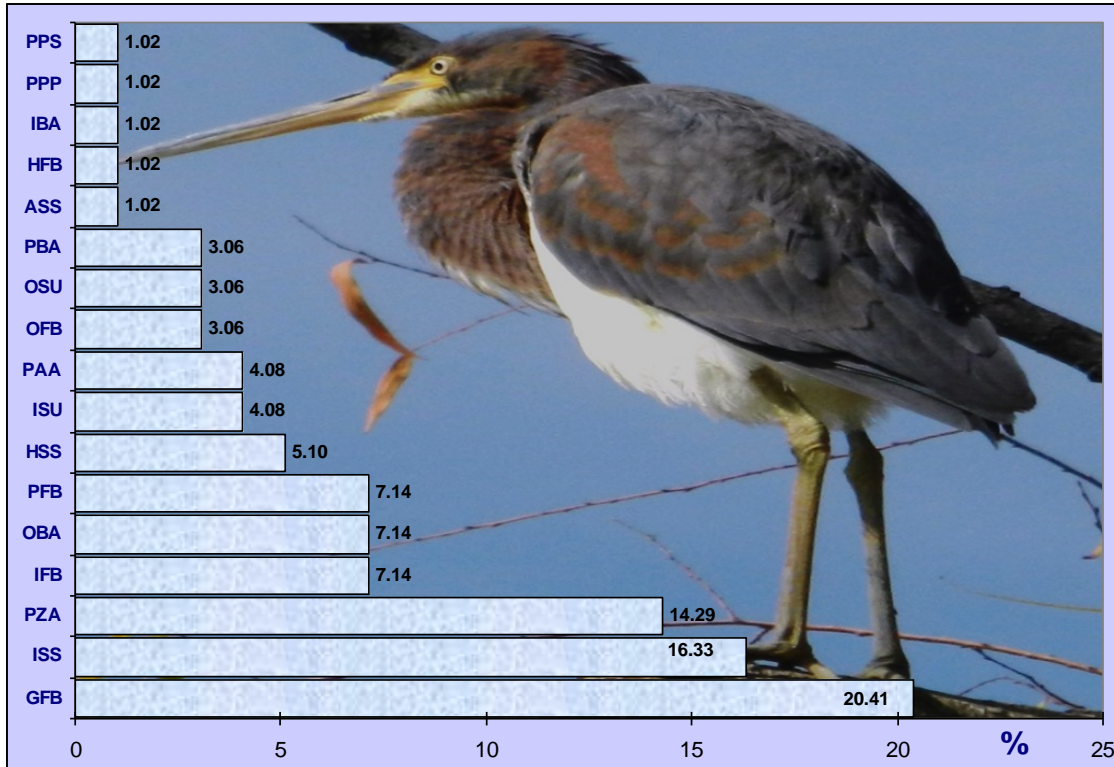 PPS 1.02
PPP 1.02
IBA 1.02
HFB 1.02
ASS 1.02
PBA 3.06
OSU 3.06
OFB 3.06
PAA 4.08
ISU 4.08
HSS 5.10
PFB 7.14
OBA 7.14
IFB 7.14
PZA 14.29
ISS 16.33
GFB 20.41
0 5 10 15 20 % 25